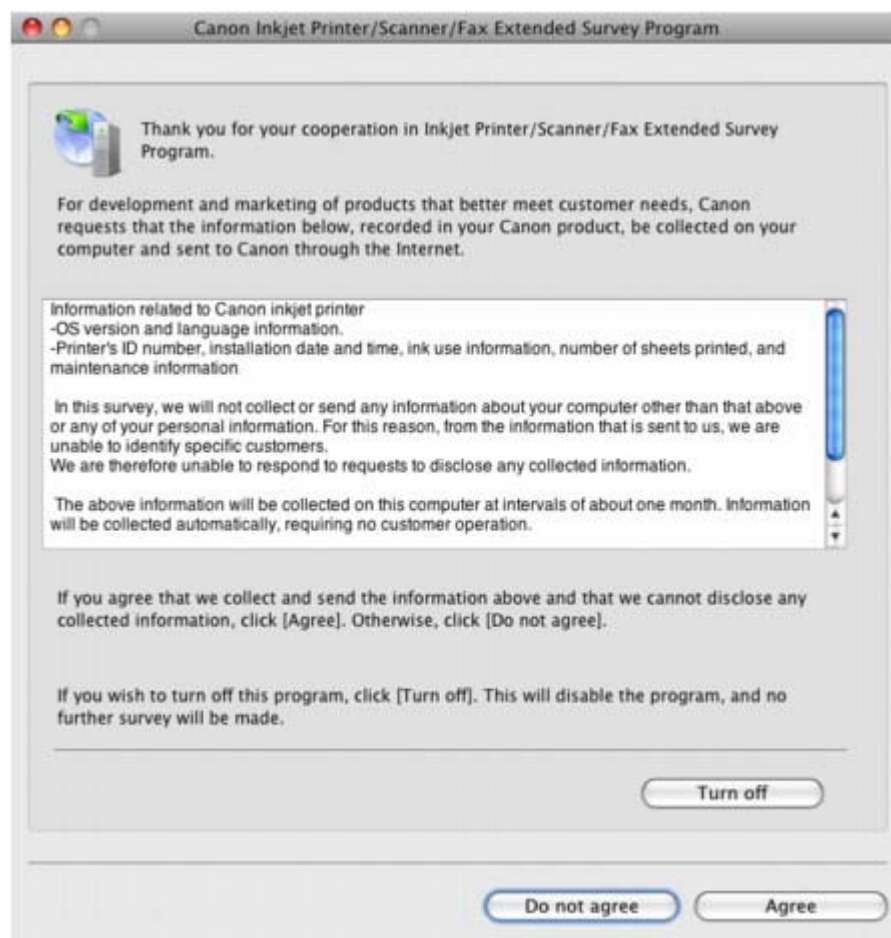 Canon Inkjet Printer/Scanner/Fax Extended Survey Program
Thank you for your cooperation in Inkjet Printer/Scanner/Fax Extended Survey
Program.
For development and marketing of products that better meet customer needs, Canon
requests that the information below, recorded in your Canon product, be collected on your
computer and sent to Canon through the Internet.
Information related to Canon inkjet printer
-OS version and language information.
-Printer's ID number, installation date and time, ink use information, number of sheets printed, and
maintenance information
In this survey, we will not collect or send any information about your computer other than that above
or any of your personal information. For this reason, from the information that is sent to us, we are
unable to identify specific customers.
We are therefore unable to respond to requests to disclose any collected information.
The above information will be collected on this computer at intervals of about one month. Information
will be collected automatically, requiring no customer operation.
If you agree that we collect and send the information above and that we cannot disclose any
collected information, click [Agree]. Otherwise, click [Do not agree].
If you wish to turn off this program, click [Turn off]. This will disable the program, and no
further survey will be made.
Turn off
Do not agree
Agree